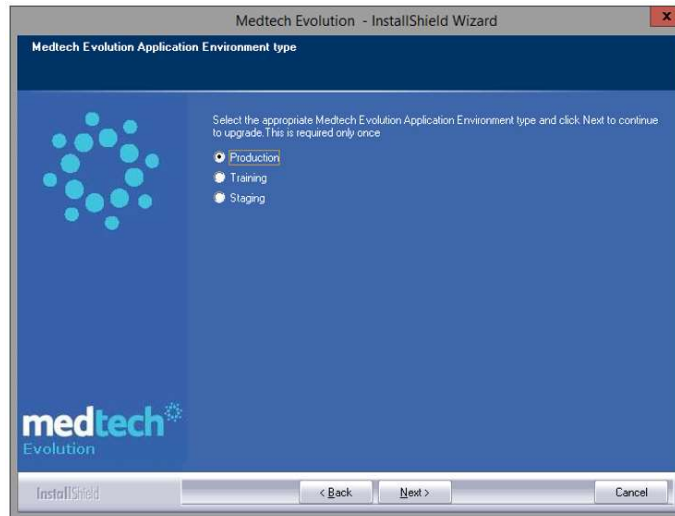 Medtech Evolution - InstallShield Wizard
x
Medtech Evolution Application Environment type
Select the appropriate Medtech Evolution Application Environment type and click Next to continue
to upgrade.This is required only once
Production
Training
Staging
medtech
Evolution
InstallShield
< Back
Next >
Cancel